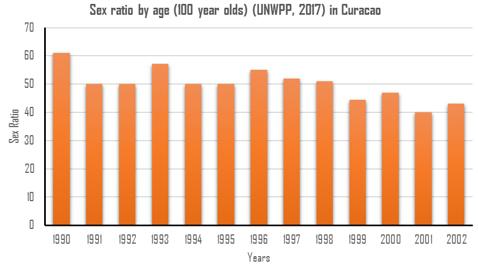 Sex ratio by age (100 year olds) (UNWPP, 2017) in Curacao
70
60
50
40
30
20
10
0
Sex Ratio
1990 1991 1992 1993 1994 1995 1996 1997 1998 1999 2000 2001 2002
Years